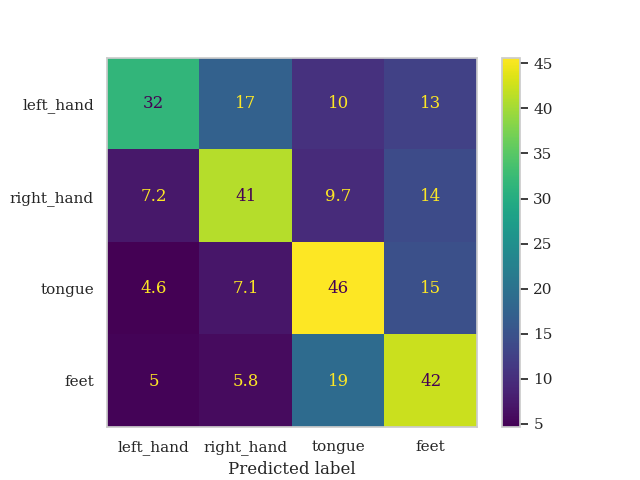 left_hand 32 17 10 13
right_hand 7.2 41 9.7 14
tongue 4.6 7.1 46 15
feet 5 5.8 19 42
left_hand right_hand tongue feet
Predicted label
45
40
35
30
25
20
15
10
5